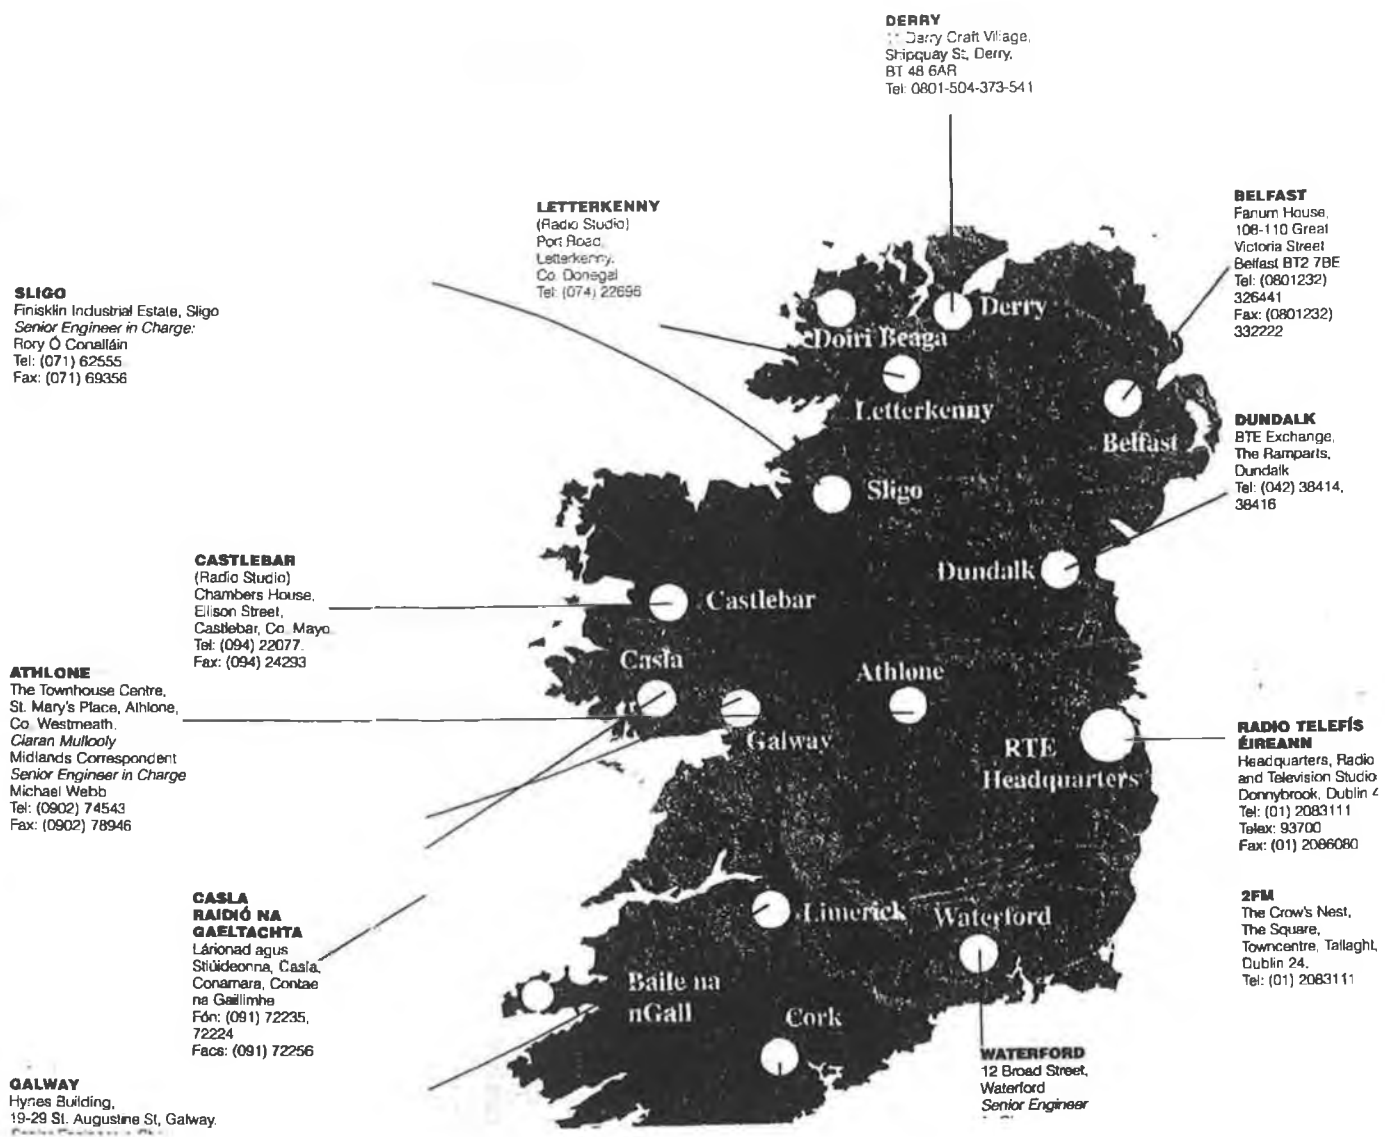 DERRY
Derry Craft Village,
Shipquay St, Derry,
BT 48 6AR
Tel: 0801-504-373-541
LETTERKENNY
(Radio Studio)
Port Road,
Letterkenny,
Co. Donegal
Tel: (074) 22696
BELFAST
Fanum House,
108-110 Great
Victoria Street
Belfast BT2 7BE
Tel: (0801232)
326441
Fax: (0801232)
332222
SLIGO
Finisklin Industrial Estate, Sligo
Senior Engineer in Charge:
Rory Ó Conalláin
Tel: (071) 62555
Fax: (071) 69356
DUNDALK
BTE Exchange,
The Ramparts,
Dundalk
Tel: (042) 38414,
38416
CASTLEBAR
(Radio Studio)
Chambers House,
Ellison Street,
Castlebar, Co. Mayo
Tel: (094) 22077.
Fax: (094) 24293
ATHLONE
The Townhouse Centre,
St. Mary's Place, Athlone,
Co. Westmeath.
Ciaran Mullooly
Midlands Correspondent
Senior Engineer in Charge
Michael Webb
Tel: (0902) 74543
Fax: (0902) 78946
RADIO TELEFÍS
ÉIREANN
Headquarters, Radio
and Television Studio
Donnybrook, Dublin 4
Tel: (01) 2083111
Telex: 93700
Fax: (01) 2086080
CASLA
RAIDIÓ NA
GAELTACHTA
Lárionad agus
Stiúideonna, Casla,
Conamara, Contae
na Gaillimhe
Fón: (091) 72235,
72224
Facs: (091) 72256
2FM
The Crow's Nest,
The Square,
Towncentre, Tallaght,
Dublin 24.
Tel: (01) 2083111
GALWAY
Hynes Building,
19-29 St. Augustine St, Galway.
WATERFORD
12 Broad Street,
Waterford
Senior Engineer
Derry
Doirí Beaga
Letterkenny
Belfast
Sligo
Dundalk
Castlebar
Casla
Athlone
Galway
RTE
Headquarters
Limerick
Waterford
Baile na
nGall
Cork